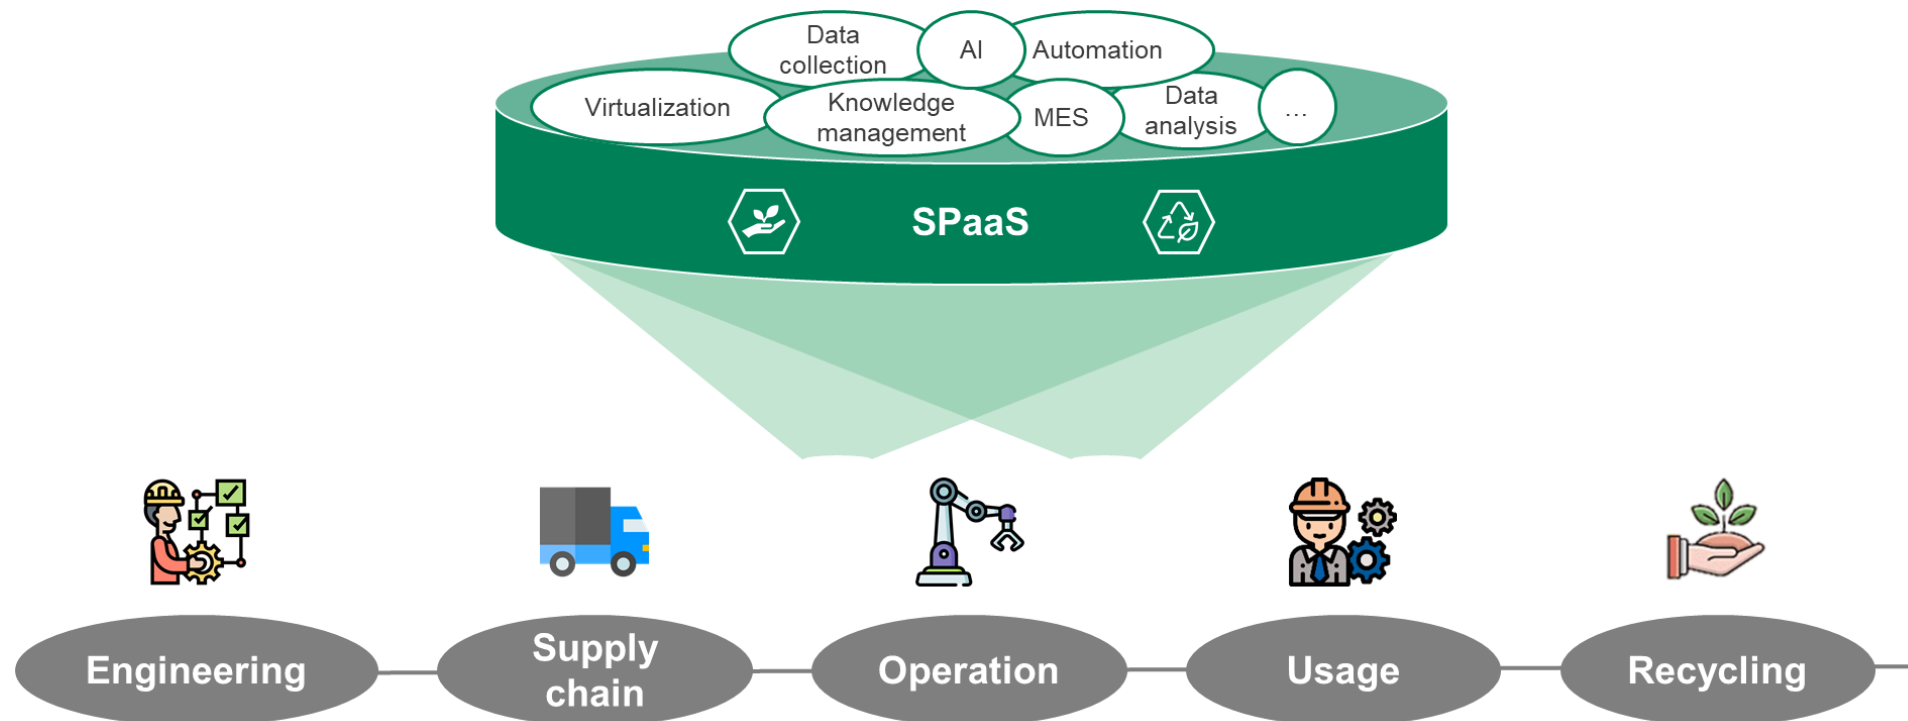 Data
collection
AI
Automation
Virtualization
Knowledge
management
MES
Data
analysis
...
SPaaS
Engineering
Supply
chain
Operation
Usage
Recycling